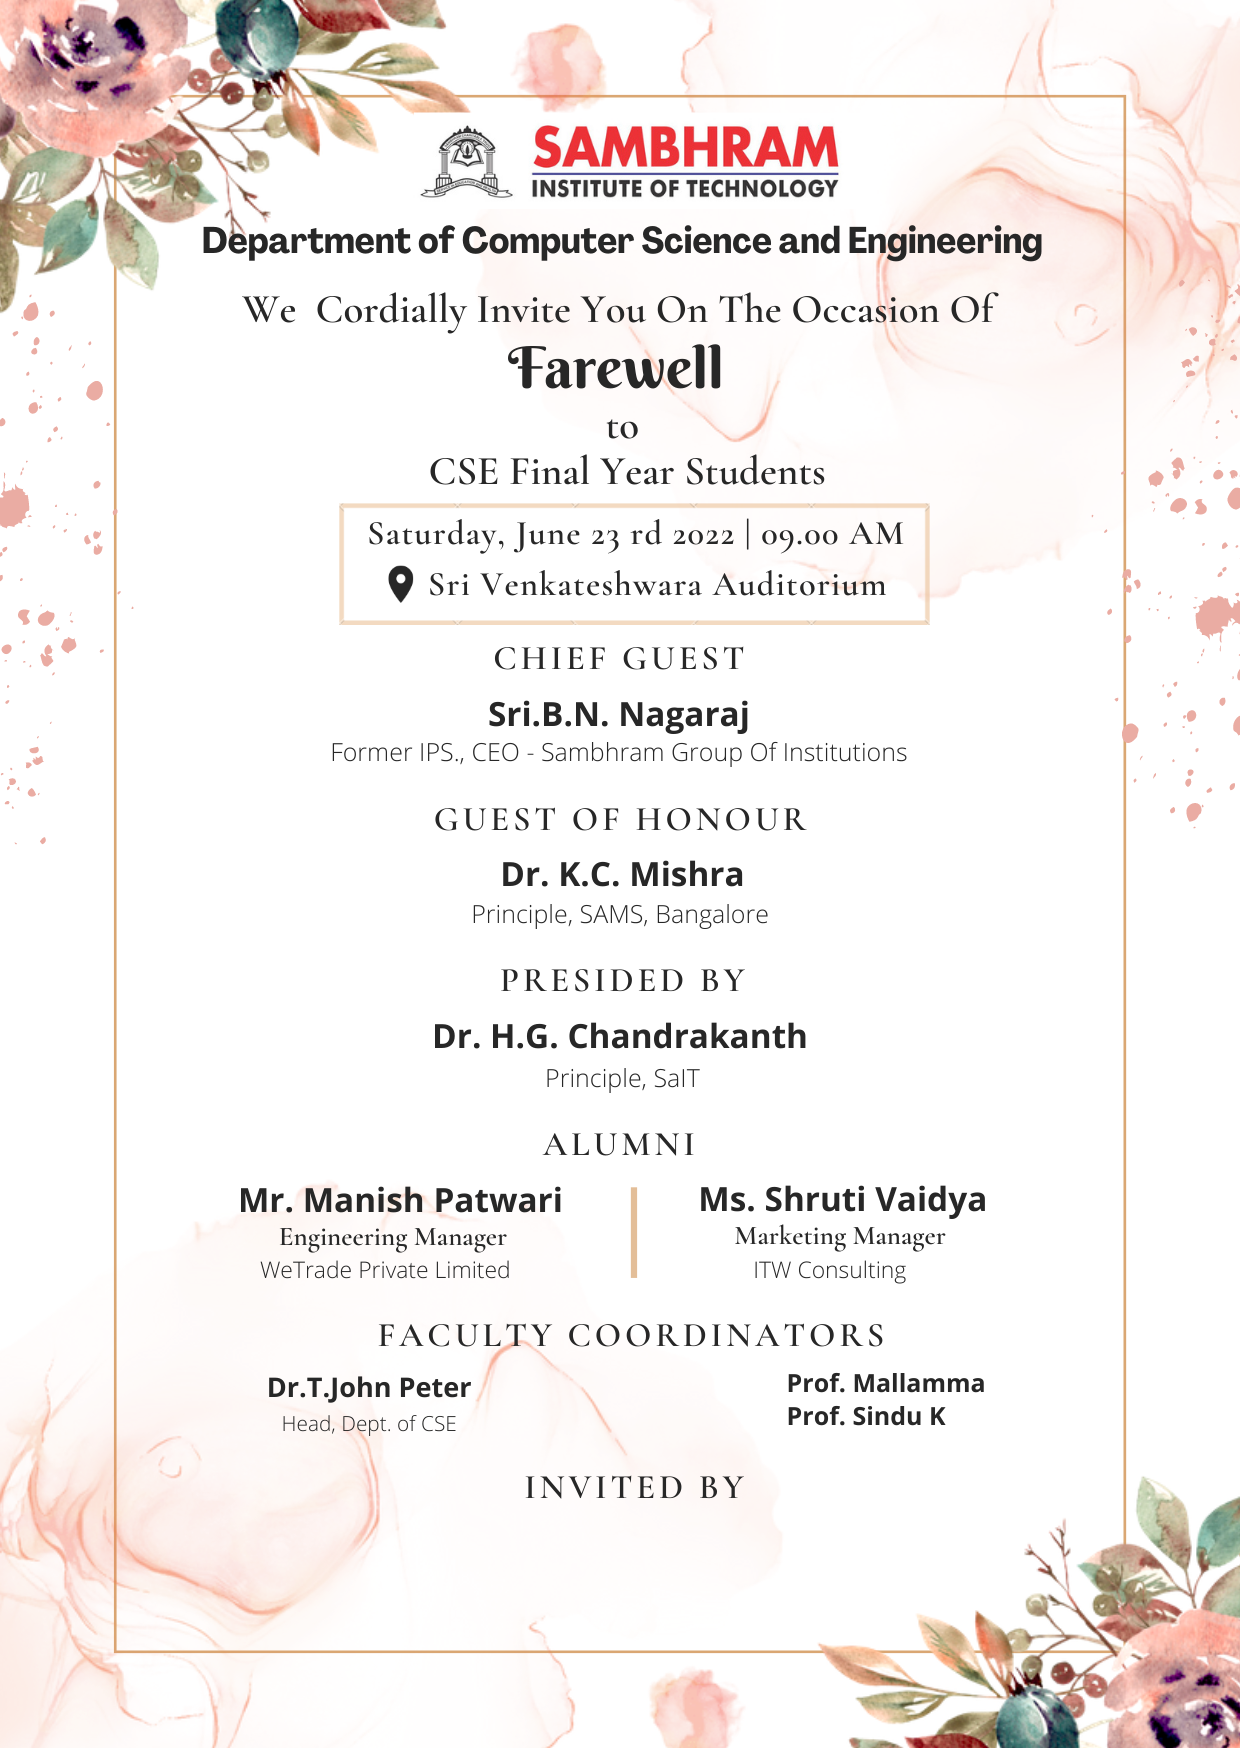 SAMBHRAM
INSTITUTE OF TECHNOLOGY
Department of Computer Science and Engineering
We Cordially Invite You On The Occasion Of
Farewell
to
CSE Final Year Students
Saturday, June 23 rd 2022 | 09.00 AM
Sri Venkateshwara Auditorium
CHIEF GUEST
Sri.B.N. Nagaraj
Former IPS., CEO - Sambhram Group Of Institutions
GUEST OF HONOUR
Dr. K.C. Mishra
Principle, SAMS, Bangalore
PRESIDED BY
Dr. H.G. Chandrakanth
Principle, SaIT
ALUMNI
Mr. Manish Patwari
Engineering Manager
WeTrade Private Limited
Ms. Shruti Vaidya
Marketing Manager
ITW Consulting
FACULTY COORDINATORS
Dr.T.John Peter
Head, Dept. of CSE
Prof. Mallamma
Prof. Sindu K
INVITED BY